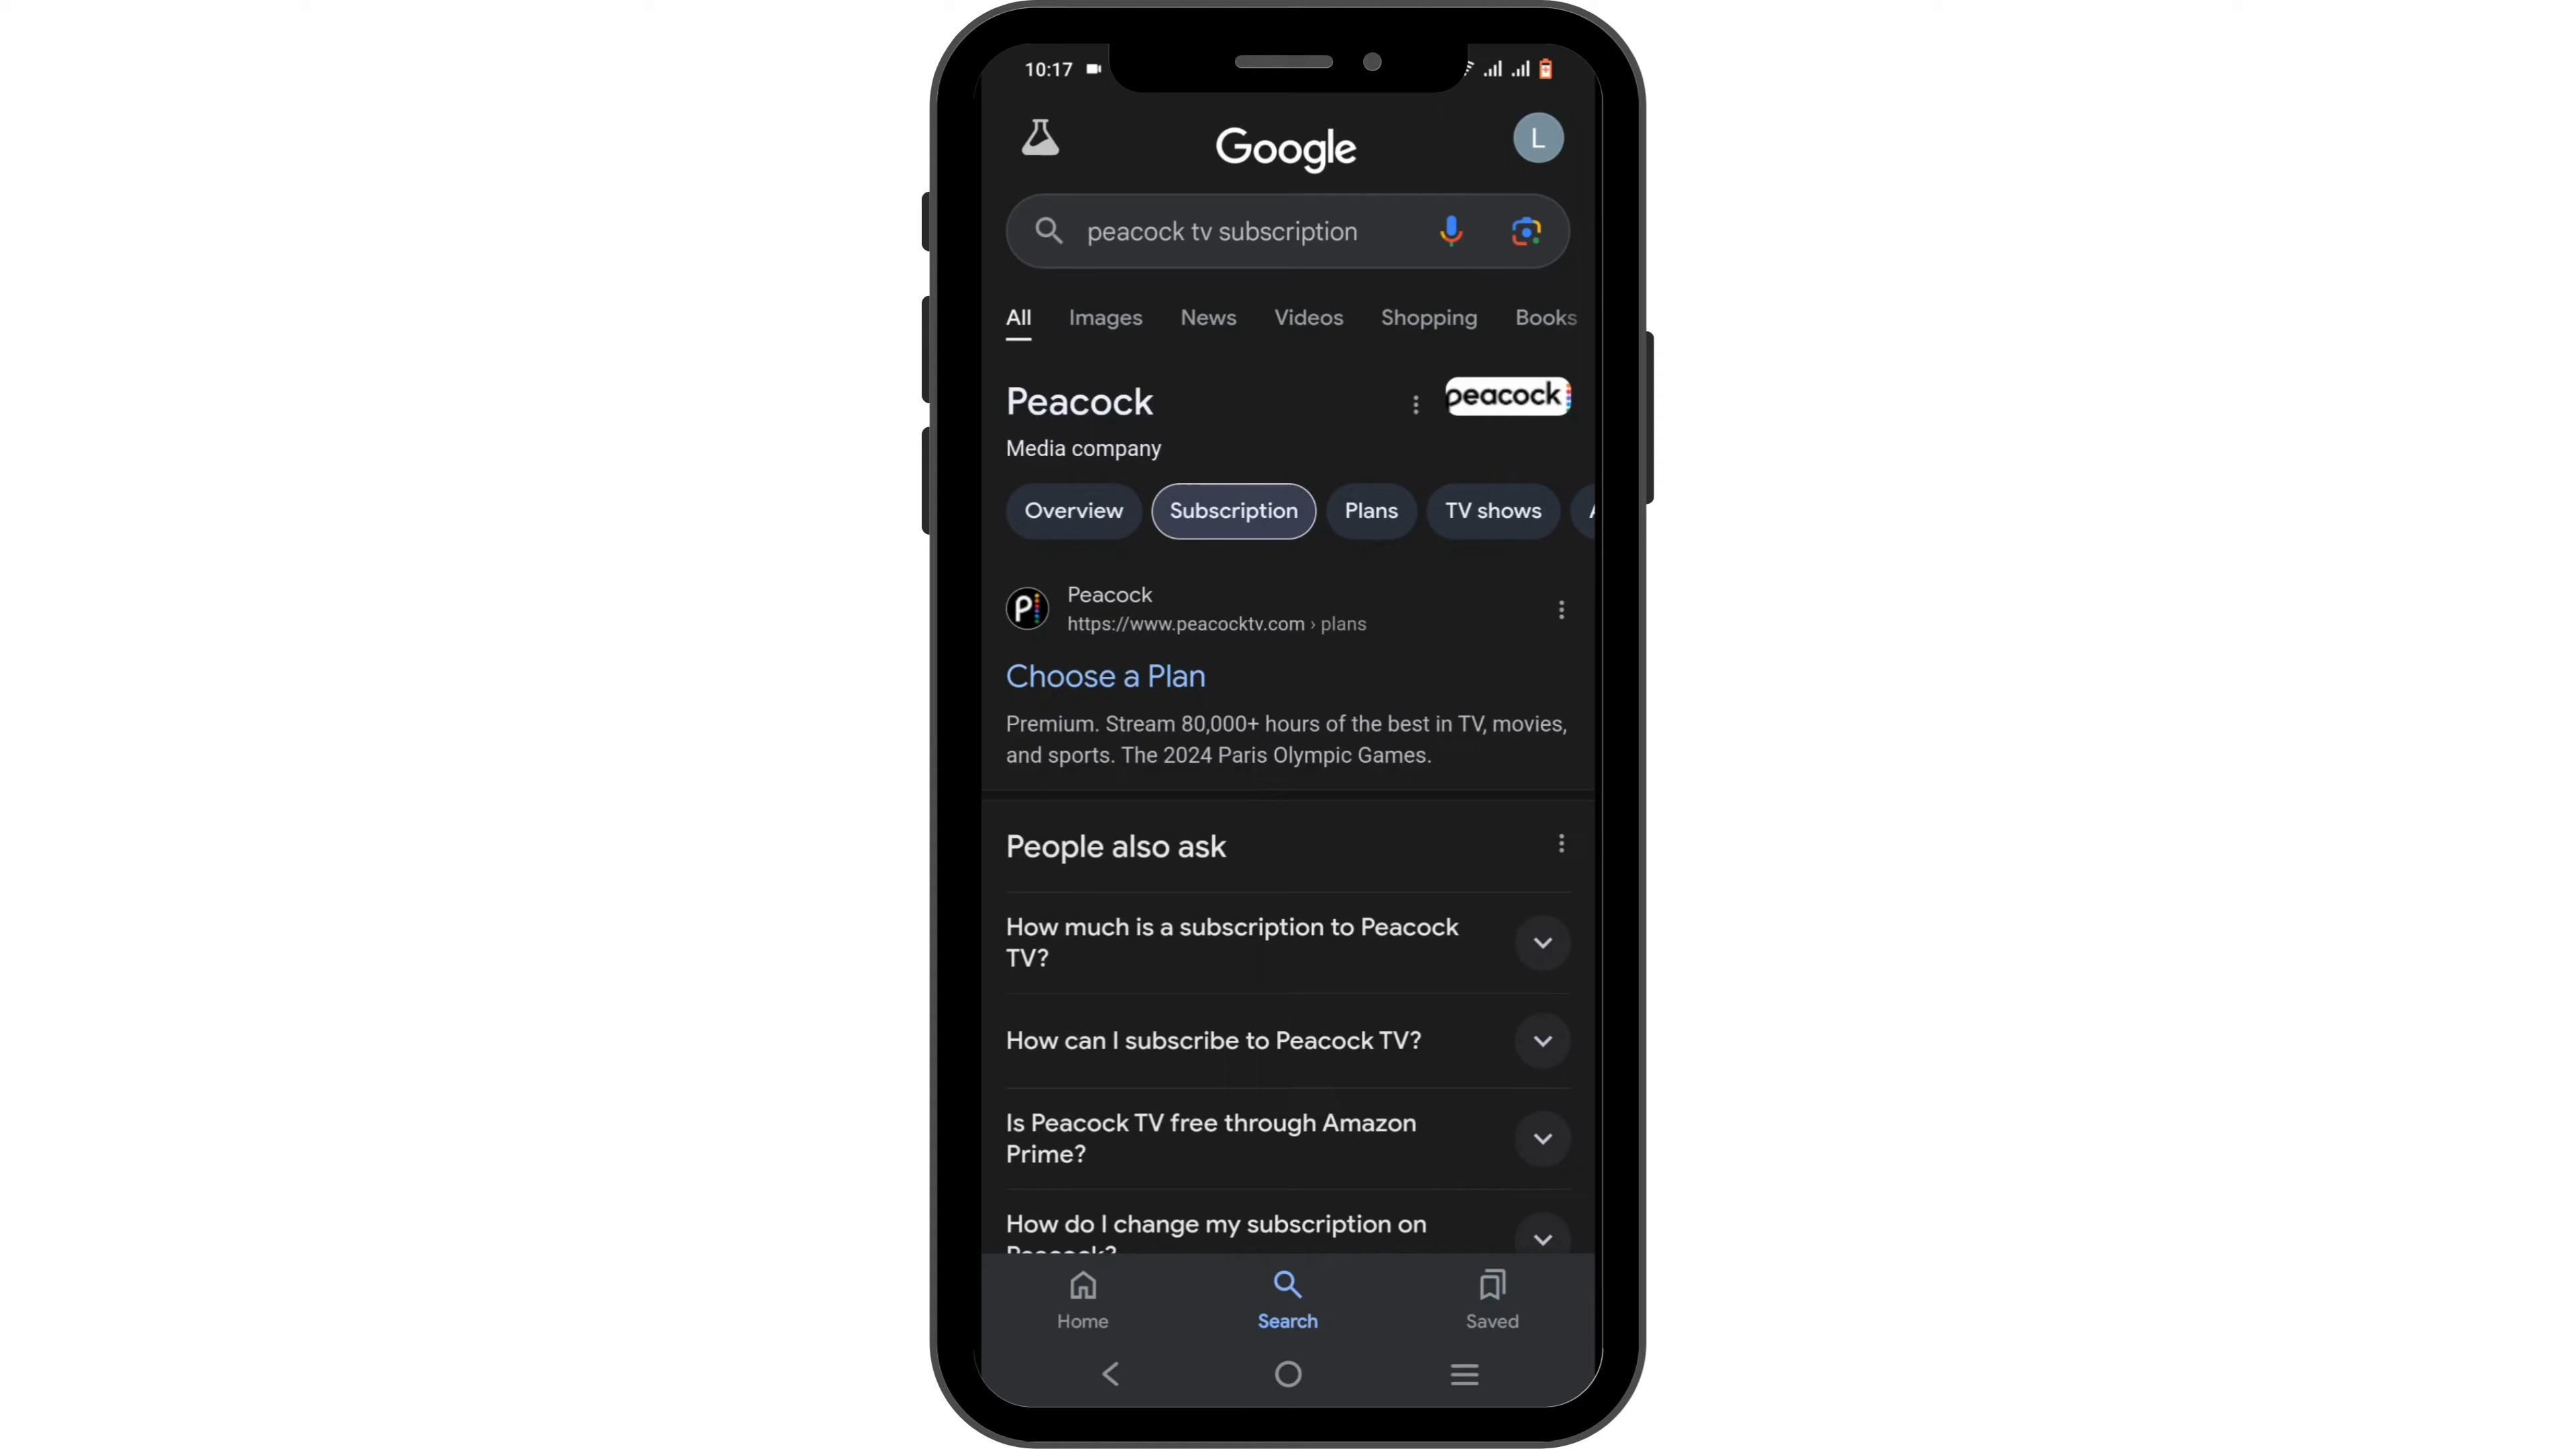 10:17
Google
L
peacock tv subscription
All Images News Videos Shopping Books
Peacock
peacock
Media company
Overview Subscription Plans TV shows
Peacock
https://www.peacocktv.com › plans
Choose a Plan
Premium. Stream 80,000+ hours of the best in TV, movies,
and sports. The 2024 Paris Olympic Games.
People also ask
How much is a subscription to Peacock
TV?
How can I subscribe to Peacock TV?
Is Peacock TV free through Amazon
Prime?
How do I change my subscription on
Peacock?
Home Search Saved